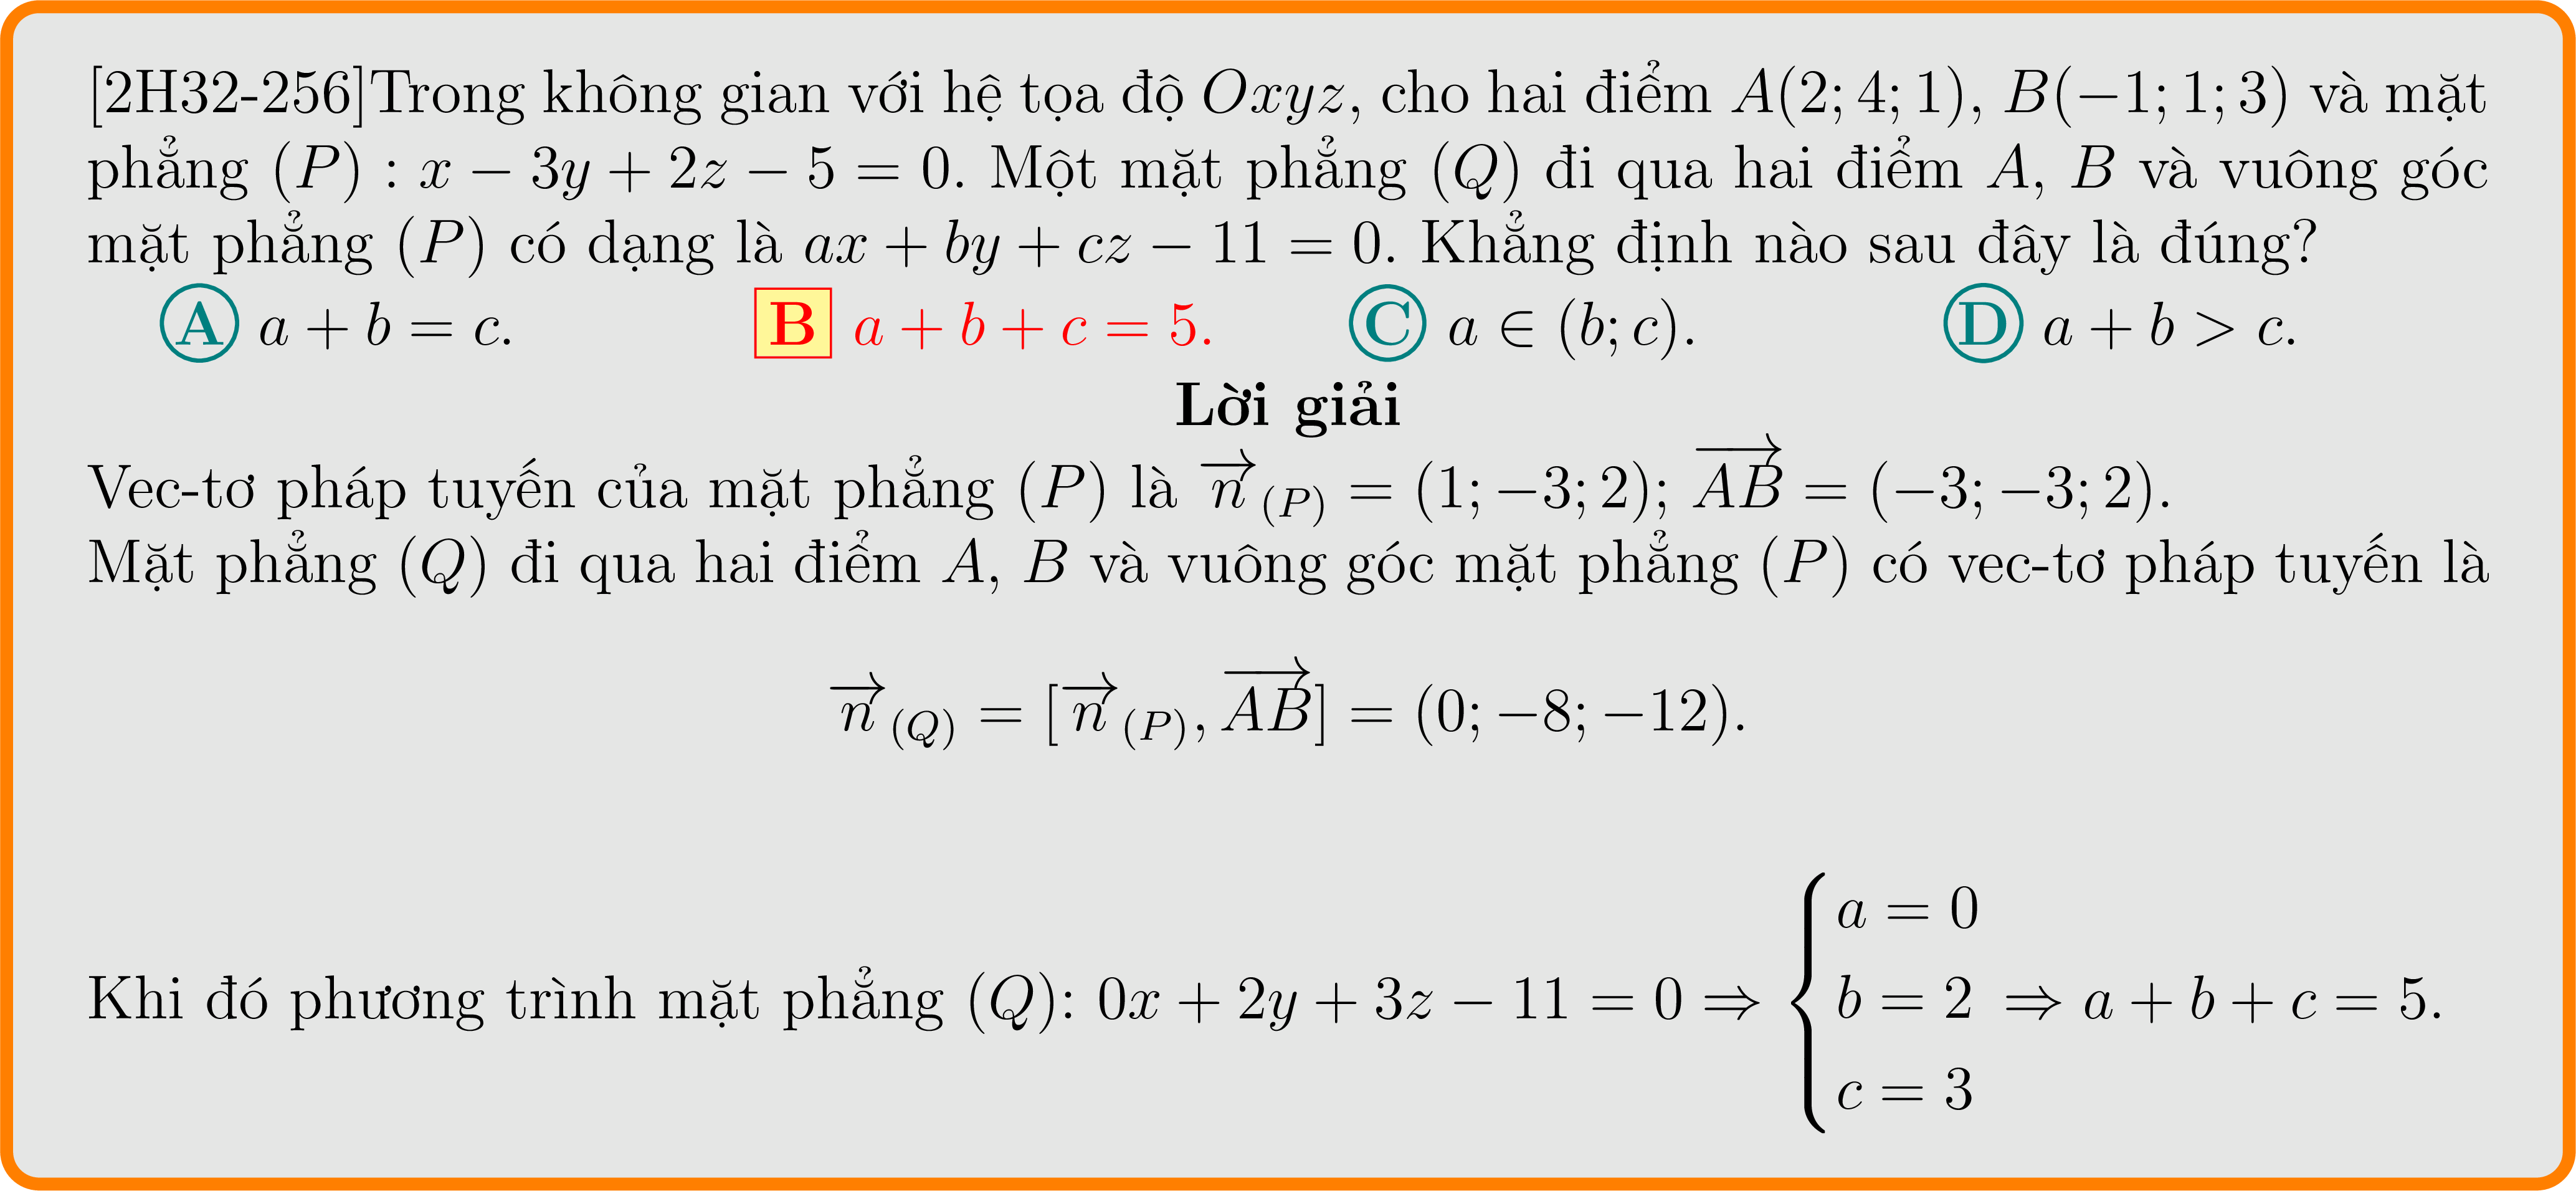 [2H32-256]Trong không gian với hệ tọa độ Oxyz, cho hai điểm A(2; 4; 1), B(−1; 1; 3) và mặt
phẳng (P) : x − 3y + 2z − 5 = 0. Một mặt phẳng (Q) đi qua hai điểm A, B và vuông góc
mặt phẳng (P) có dạng là ax + by + cz − 11 = 0. Khẳng định nào sau đây là đúng?
A a + b = c. B a + b + c = 5. C a ∈ (b; c). D a + b > c.
Lời giải
Vec-tơ pháp tuyến của mặt phẳng (P) là \overrightarrow{n}_{(P)} = (1; −3; 2); \overrightarrow{AB} = (−3; −3; 2).
Mặt phẳng (Q) đi qua hai điểm A, B và vuông góc mặt phẳng (P) có vec-tơ pháp tuyến là
\overrightarrow{n}_{(Q)} = [\overrightarrow{n}_{(P)}, \overrightarrow{AB}] = (0; −8; −12).
Khi đó phương trình mặt phẳng (Q): 0x + 2y + 3z − 11 = 0 ⇒ \begin{cases} a = 0 \\ b = 2 \\ c = 3 \end{cases} ⇒ a + b + c = 5.